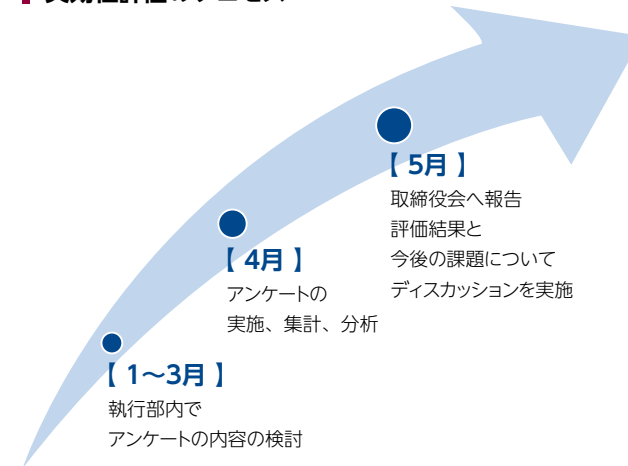 【 5月 】
取締役会へ報告
評価結果と
今後の課題について
ディスカッションを実施
【 4月 】
アンケートの
実施、集計、分析
【 1〜3月 】
執行部内で
アンケートの内容の検討